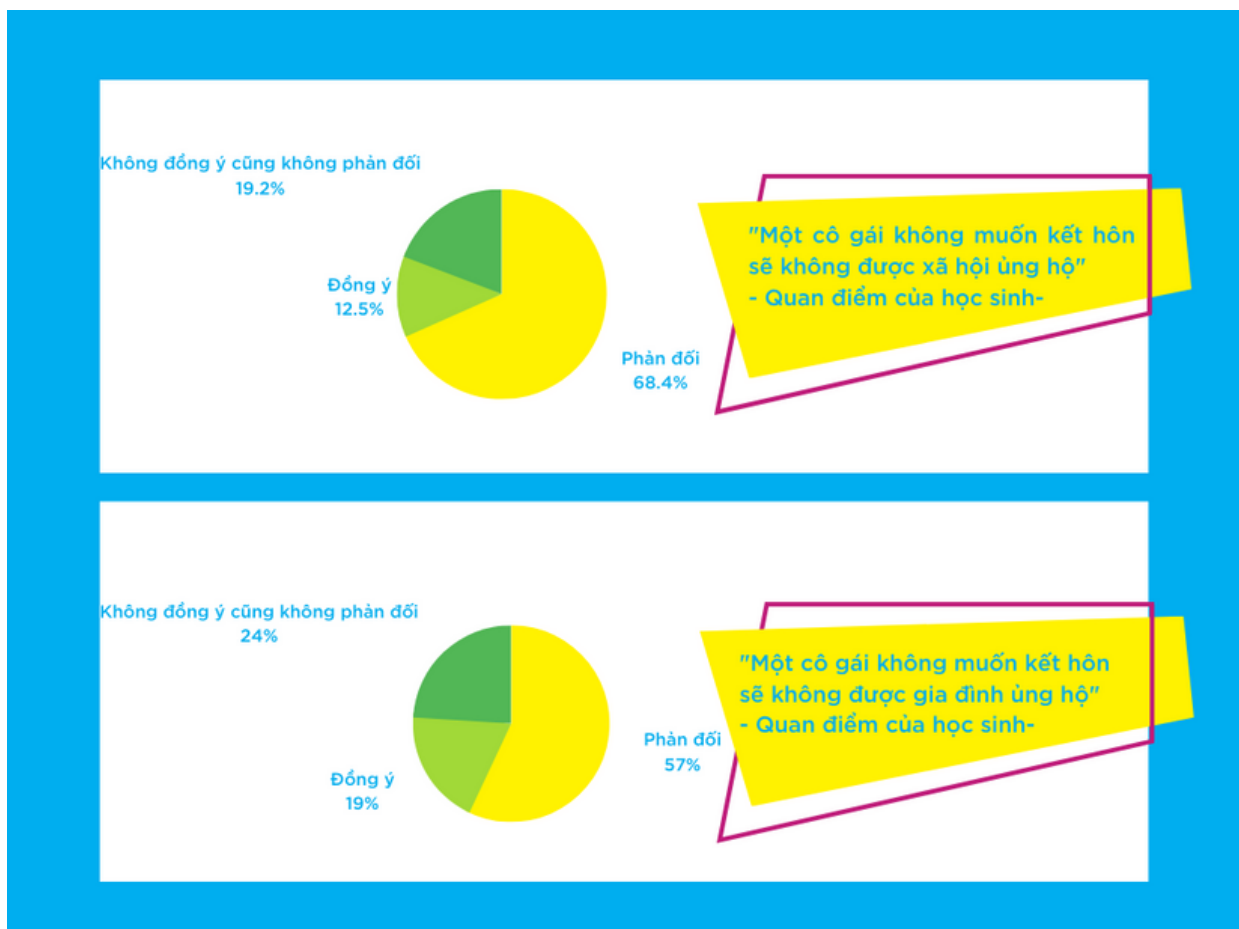 Không đồng ý cũng không phản đối
19.2%
Đồng ý
12.5%
Phản đối
68.4%
"Một cô gái không muốn kết hôn
sẽ không được xã hội ủng hộ"
- Quan điểm của học sinh-
Không đồng ý cũng không phản đối
24%
Đồng ý
19%
Phản đối
57%
"Một cô gái không muốn kết hôn
sẽ không được gia đình ủng hộ"
- Quan điểm của học sinh-